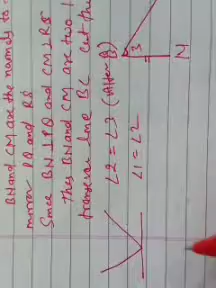 BN and CM are the normals to
mirror PQ and RS
Since BN ⊥ PQ and CM ⊥ RS
Thus BN and CM are two
transversal line BC cut the
∠2 = ∠3 (Alter
∠1 = ∠2
3
N